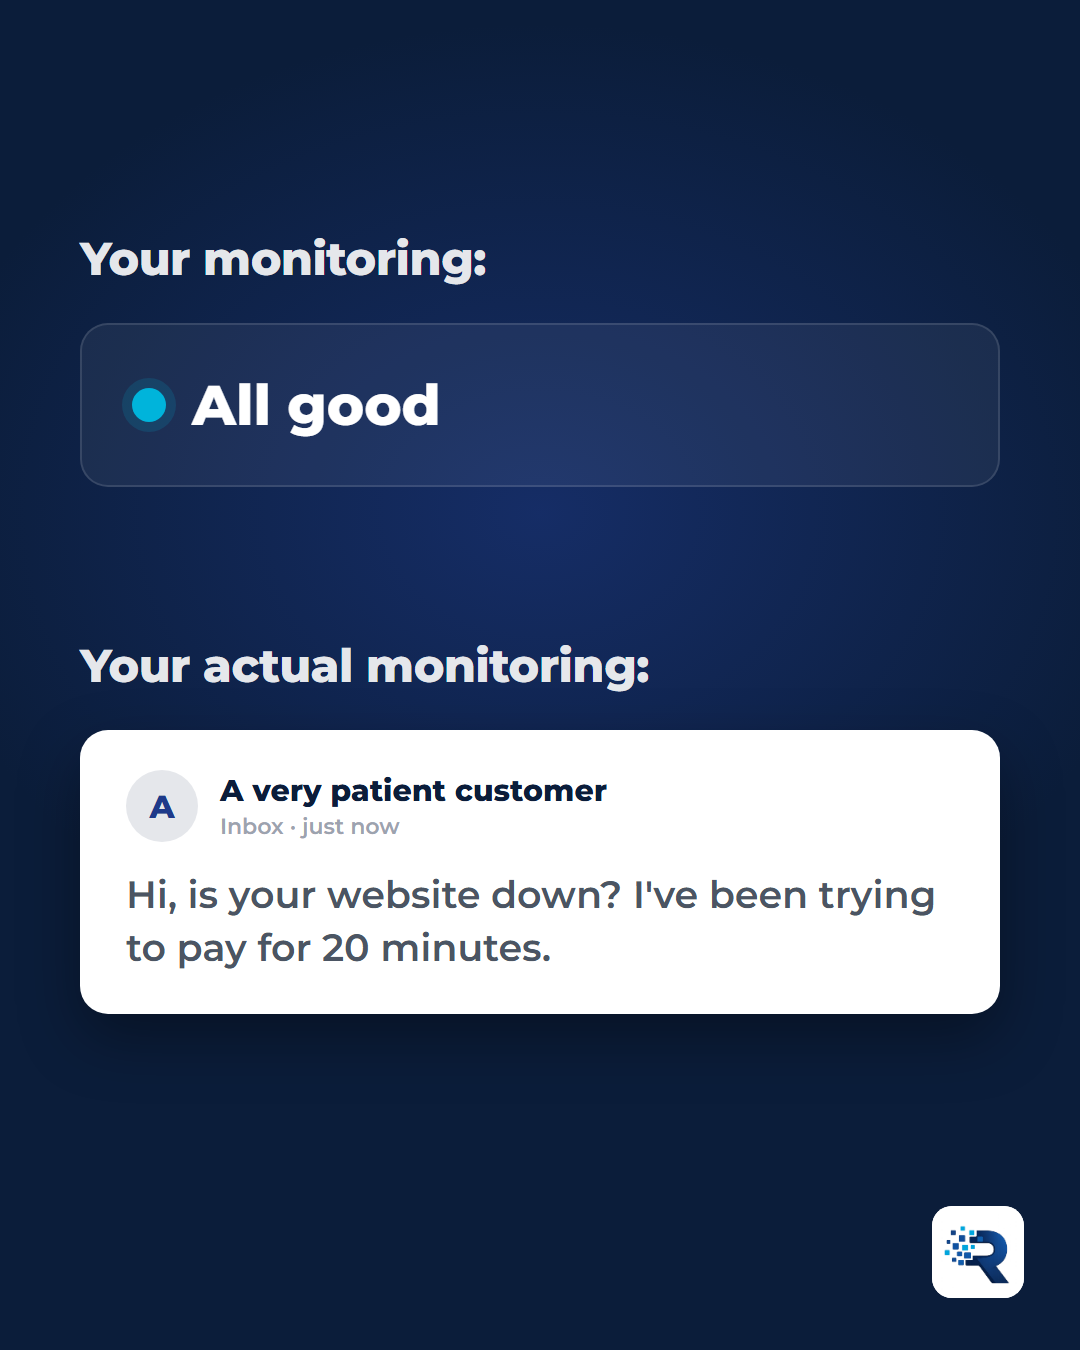 Your monitoring:
All good
Your actual monitoring:
A
A very patient customer
Inbox · just now
Hi, is your website down? I've been trying
to pay for 20 minutes.
R